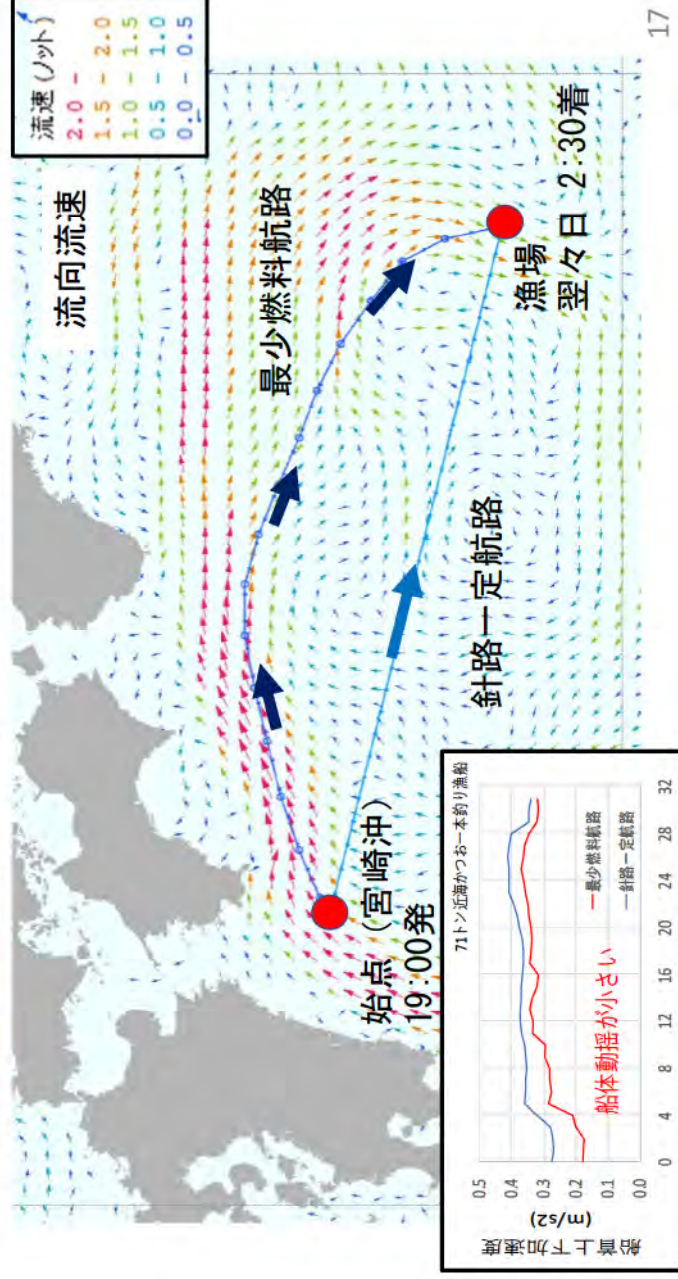 流向流速
流速(ノット)
2.0 -
1.5 - 2.0
1.0 - 1.5
0.5 - 1.0
0.0 - 0.5
最少燃料航路
針路一定航路
始点(宮崎沖)
19:00発
漁場
翌々日 2:30着
71トン近海かつお一本釣り漁船
船首上下加速度
(m/s2)
0.5
0.4
0.3
0.2
0.1
0.0
最少燃料航路
針路一定航路
船体動揺が小さい
0 4 8 12 16 20 24 28 32
17